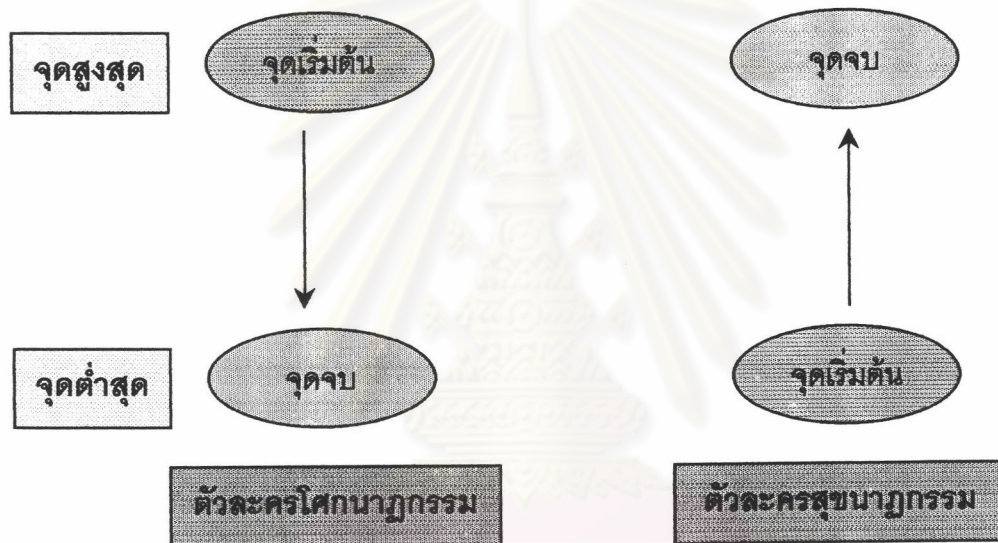 จุดสูงสุด จุดเริ่มต้น จุดจบ
จุดต่ำสุด จุดจบ จุดเริ่มต้น
ตัวละครโศกนาฏกรรม ตัวละครสุขนาฏกรรม